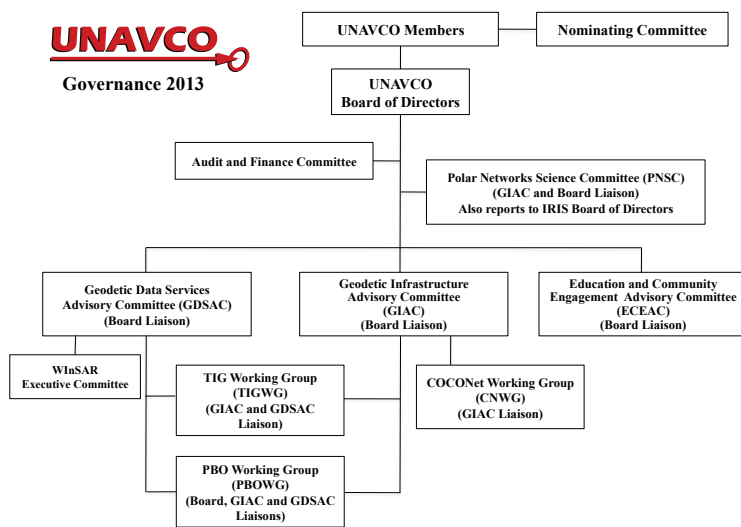 UNAVCO
Governance 2013
UNAVCO Members
Nominating Committee
UNAVCO
Board of Directors
Audit and Finance Committee
Polar Networks Science Committee (PNSC)
(GIAC and Board Liaison)
Also reports to IRIS Board of Directors
Geodetic Data Services
Advisory Committee (GDSAC)
(Board Liaison)
Geodetic Infrastructure
Advisory Committee
(GIAC)
(Board Liaison)
Education and Community
Engagement Advisory Committee
(ECEAC)
(Board Liaison)
WInSAR
Executive Committee
TIG Working Group
(TIGWG)
(GIAC and GDSAC
Liaison)
COCONet Working Group
(CNWG)
(GIAC Liaison)
PBO Working Group
(PBOWG)
(Board, GIAC and GDSAC
Liaisons)